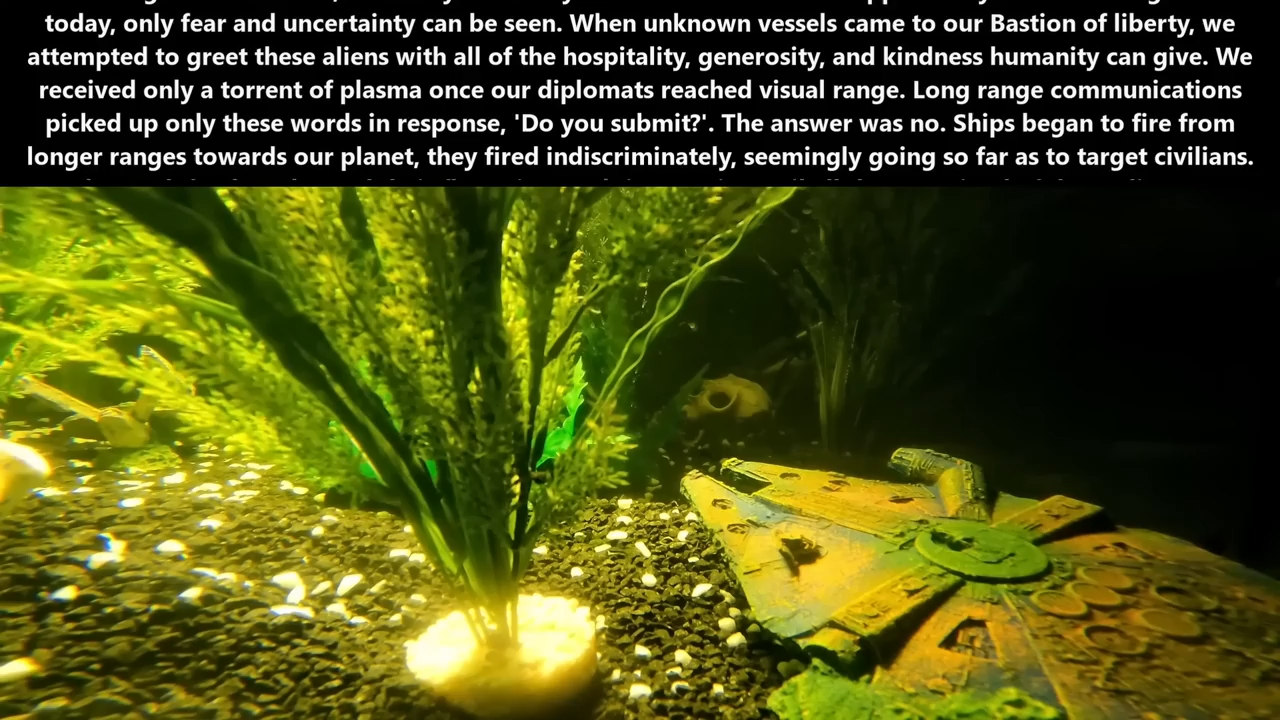 today, only fear and uncertainty can be seen. When unknown vessels came to our Bastion of liberty, we
attempted to greet these aliens with all of the hospitality, generosity, and kindness humanity can give. We
received only a torrent of plasma once our diplomats reached visual range. Long range communications
picked up only these words in response, 'Do you submit?'. The answer was no. Ships began to fire from
longer ranges towards our planet, they fired indiscriminately, seemingly going so far as to target civilians.